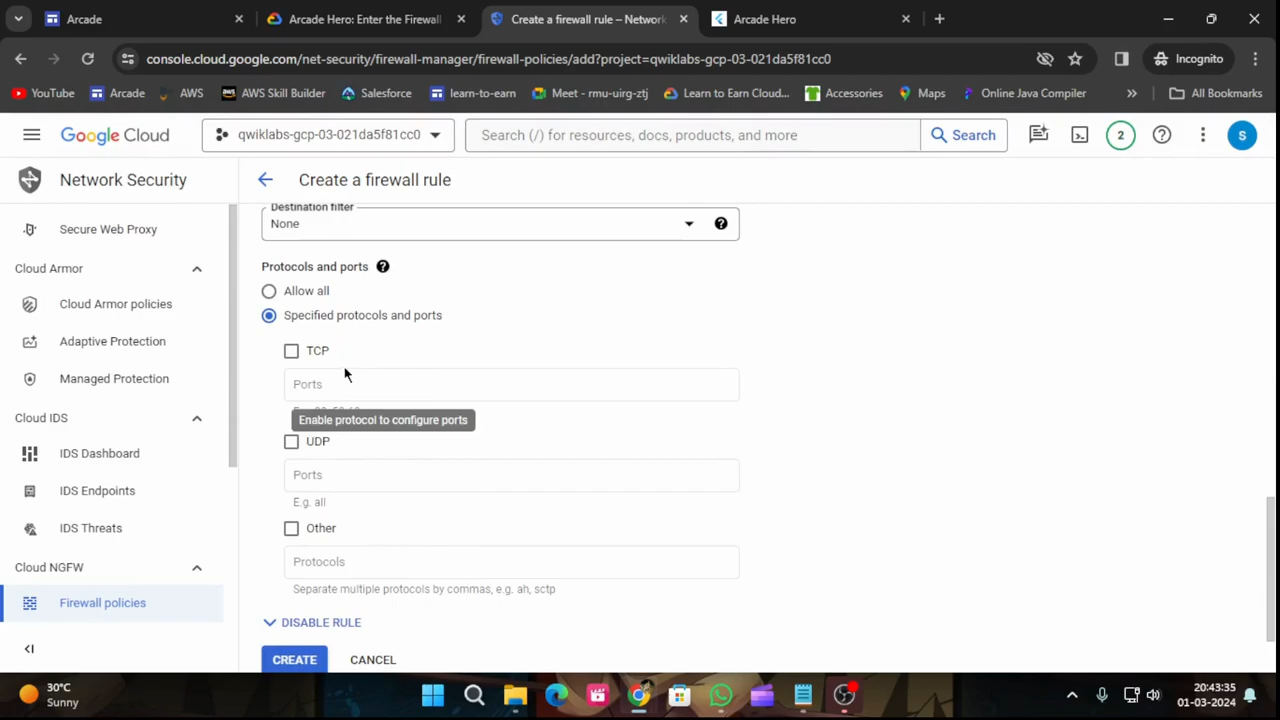 Arcade
Arcade Hero: Enter the Firewall
Create a firewall rule – Network
Arcade Hero
console.cloud.google.com/net-security/firewall-manager/firewall-policies/add?project=qwiklabs-gcp-03-021da5f81cc0
Incognito
YouTube
Arcade
AWS
AWS Skill Builder
Salesforce
learn-to-earn
Meet - rmu-uirg-ztj
Learn to Earn Cloud...
Accessories
Maps
Online Java Compiler
All Bookmarks
Google Cloud
qwiklabs-gcp-03-021da5f81cc0
Search (/) for resources, docs, products, and more
Search
2
S
Network Security
Create a firewall rule
Secure Web Proxy
Cloud Armor
Cloud Armor policies
Adaptive Protection
Managed Protection
Cloud IDS
IDS Dashboard
IDS Endpoints
IDS Threats
Cloud NGFW
Firewall policies
Destination filter
None
Protocols and ports
Allow all
Specified protocols and ports
TCP
Ports
Enable protocol to configure ports
UDP
Ports
E.g. all
Other
Protocols
Separate multiple protocols by commas, e.g. ah, sctp
DISABLE RULE
CREATE
CANCEL
30°C
Sunny
20:43:35
01-03-2024